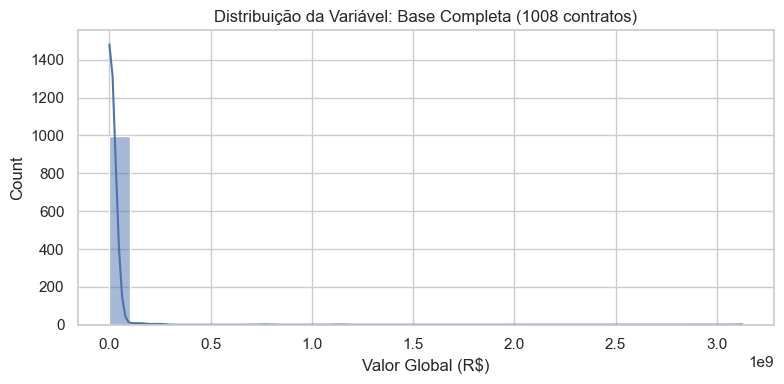 Distribuição da Variável: Base Completa (1008 contratos)
Count
1400
1200
1000
800
600
400
200
0
0.0 0.5 1.0 1.5 2.0 2.5 3.0
1e9
Valor Global (R$)